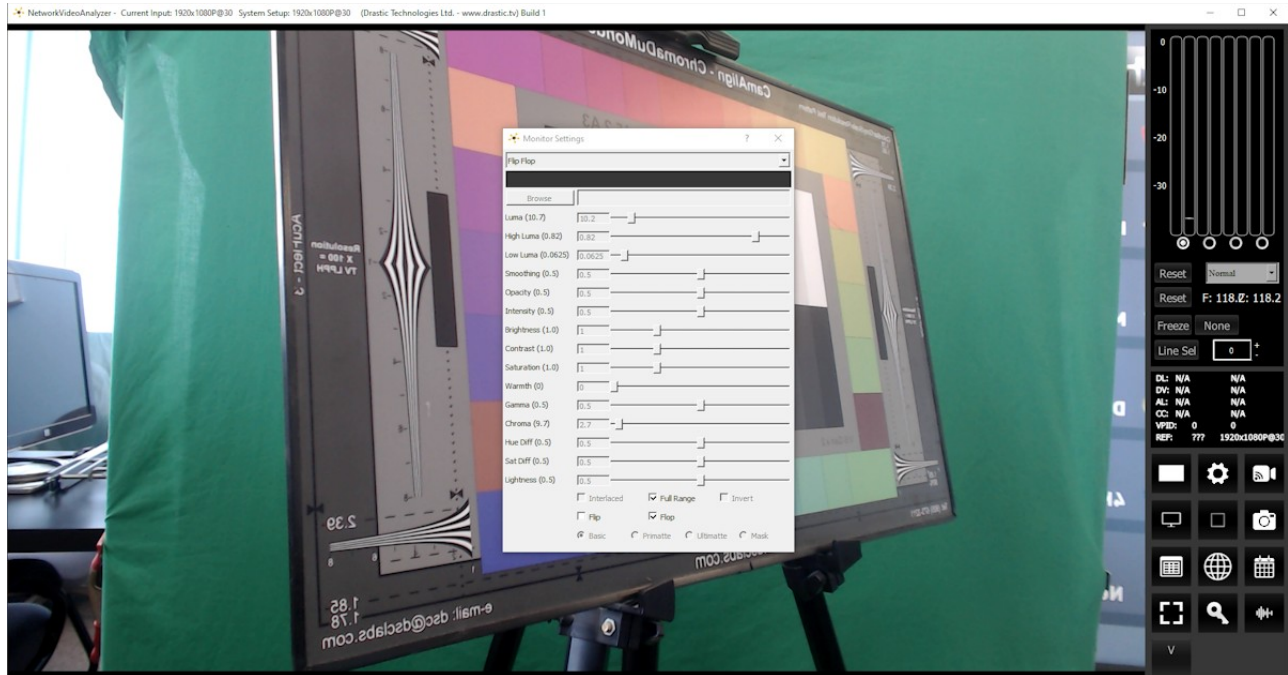 NetworkVideoAnalyzer - Current Input: 1920x1080P@30 System Setup: 1920x1080P@30 (Drastic Technologies Ltd. - www.drastic.tv) Build 1
CamAlign - ChromaDuMonde
Resolution
X 100 =
TV LPPH
2.39
8
6
1
1.85
1.78
e-mail: dsc@dsclabs.com
Monitor Settings ?
Flip Flop
Browse
Luma (10.7) 10.2
High Luma (0.82) 0.82
Low Luma (0.0625) 0.0625
Smoothing (0.5) 0.5
Opacity (0.5) 0.5
Intensity (0.5) 0.5
Brightness (1.0) 1
Contrast (1.0) 1
Saturation (1.0) 1
Warmth (0) 0
Gamma (0.5) 0.5
Chroma (9.7) 2.7
Hue Diff (0.5) 0.5
Sat Diff (0.5) 0.5
Lightness (0.5) 0.5
Interlaced Full Range Invert
Flip Flop
Basic Primatte Ultimatte Mask
0
-10
-20
-30
Reset Normal
Reset F: 118.2: 118.2
Freeze None
Line Sel 0 + -
DL: N/A N/A
DV: N/A N/A
AL: N/A N/A
CC: N/A N/A
VPID: 0 0
REF: ??? 1920x1080P@30
V